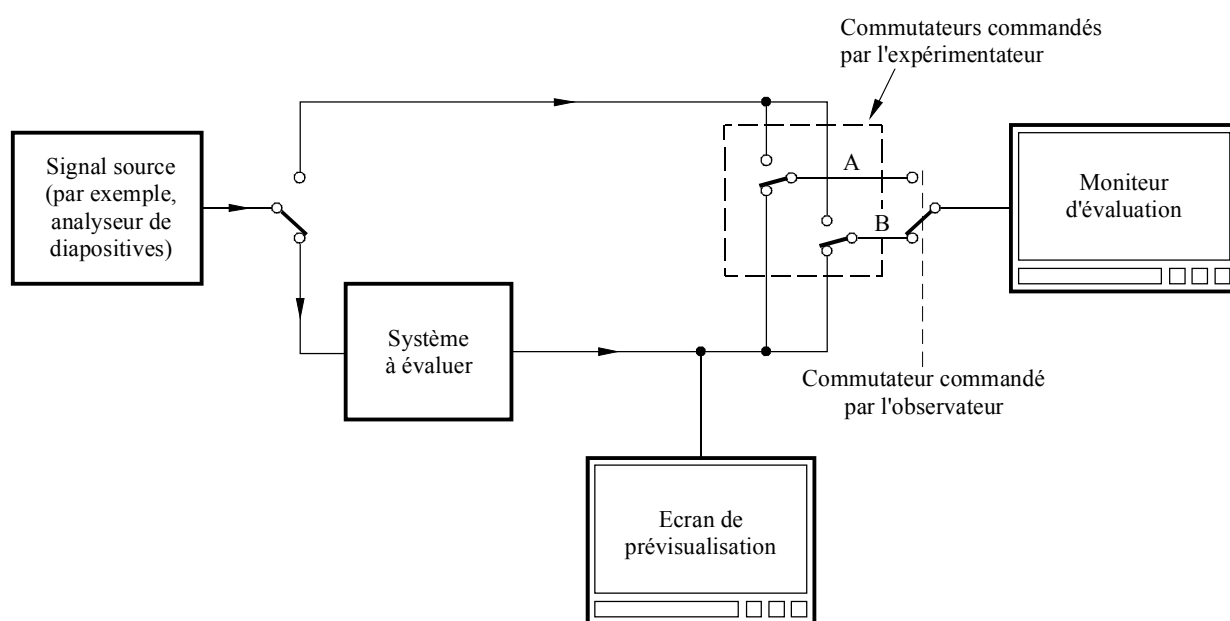 Commutateurs commandés
par l'expérimentateur
Signal source
(par exemple,
analyseur de
diapositives)
A
B
Moniteur
d'évaluation
Système
à évaluer
Commutateur commandé
par l'observateur
Ecran de
prévisualisation